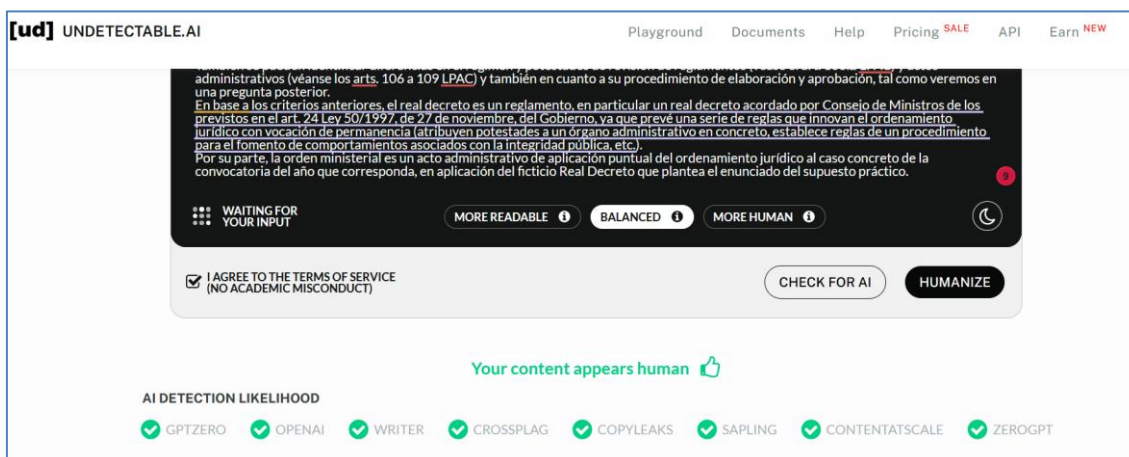 [ud] UNDETECTABLE.AI Playground Documents Help Pricing SALE API Earn NEW
administrativos (véanse los arts. 106 a 109 LPAC) y también en cuanto a su procedimiento de elaboración y aprobación, tal como veremos en
una pregunta posterior.
En base a los criterios anteriores, el real decreto es un reglamento, en particular un real decreto acordado por Consejo de Ministros de los
previstos en el art. 24 Ley 50/1997, de 27 de noviembre, del Gobierno, ya que prevé una serie de reglas que innovan el ordenamiento
jurídico con vocación de permanencia (atribuyen potestades a un órgano administrativo en concreto, establece reglas de un procedimiento
para el fomento de comportamientos asociados con la integridad pública, etc.).
Por su parte, la orden ministerial es un acto administrativo de aplicación puntual del ordenamiento jurídico al caso concreto de la
convocatoria del año que corresponda, en aplicación del ficticio Real Decreto que plantea el enunciado del supuesto práctico.
9
WAITING FOR
YOUR INPUT
MORE READABLE BALANCED MORE HUMAN
I AGREE TO THE TERMS OF SERVICE
(NO ACADEMIC MISCONDUCT)
CHECK FOR AI HUMANIZE
Your content appears human
AI DETECTION LIKELIHOOD
GPTZERO OPENAI WRITER CROSSPLAG COPYLEAKS SAPLING CONTENTATSCALE ZEROGPT